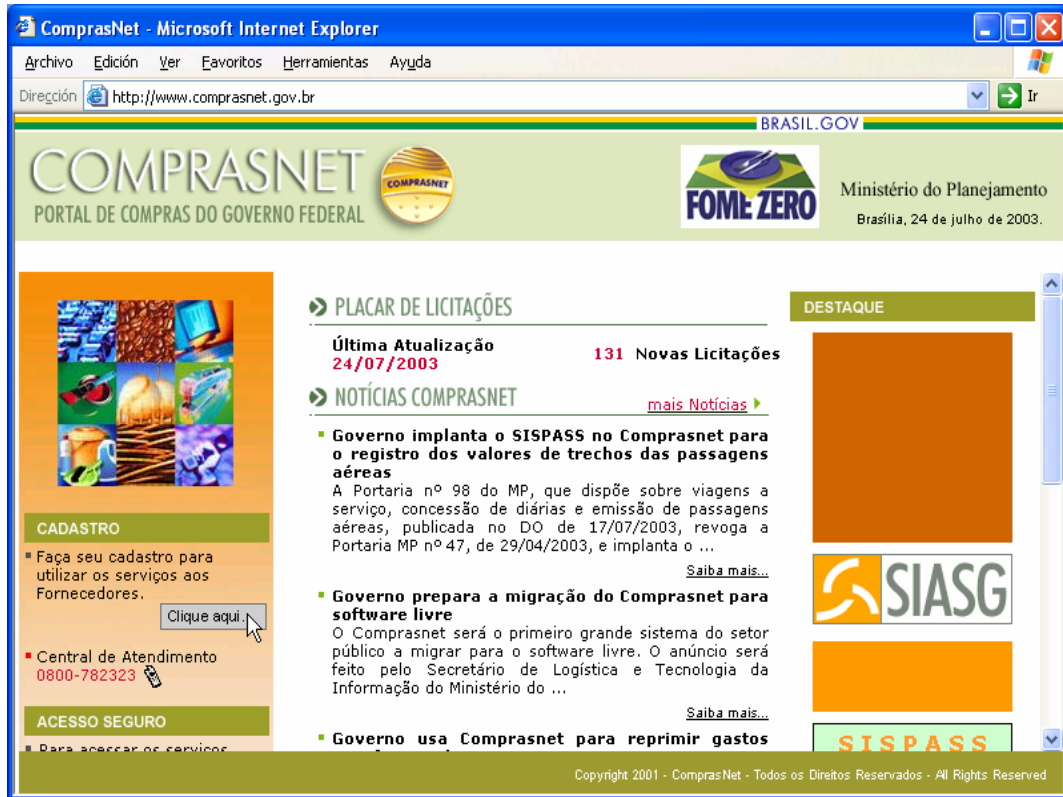 ComprasNet - Microsoft Internet Explorer
Archivo Edición Ver Favoritos Herramientas Ayuda
Dirección http://www.comprasnet.gov.br Ir
BRASIL.GOV
COMPRASNET
PORTAL DE COMPRAS DO GOVERNO FEDERAL
COMPRASNET
FOME ZERO
Ministério do Planejamento
Brasília, 24 de julho de 2003.
CADASTRO
Faça seu cadastro para
utilizar os serviços aos
Fornecedores.
Clique aqui.
Central de Atendimento
0800-782323
ACESSO SEGURO
Para acessar os serviços
PLACAR DE LICITAÇÕES
Última Atualização
24/07/2003
131 Novas Licitações
NOTÍCIAS COMPRASNET
mais Notícias
Governo implanta o SISPASS no Comprasnet para
o registro dos valores de trechos das passagens
aéreas
A Portaria nº 98 do MP, que dispõe sobre viagens a
serviço, concessão de diárias e emissão de passagens
aéreas, publicada no DO de 17/07/2003, revoga a
Portaria MP nº 47, de 29/04/2003, e implanta o ...
Saiba mais...
Governo prepara a migração do Comprasnet para
software livre
O Comprasnet será o primeiro grande sistema do setor
público a migrar para o software livre. O anúncio será
feito pelo Secretário de Logística e Tecnologia da
Informação do Ministério do ...
Saiba mais...
Governo usa Comprasnet para reprimir gastos
DESTAQUE
SIASG
SISPASS
Copyright 2001 - ComprasNet - Todos os Direitos Reservados - All Rights Reserved